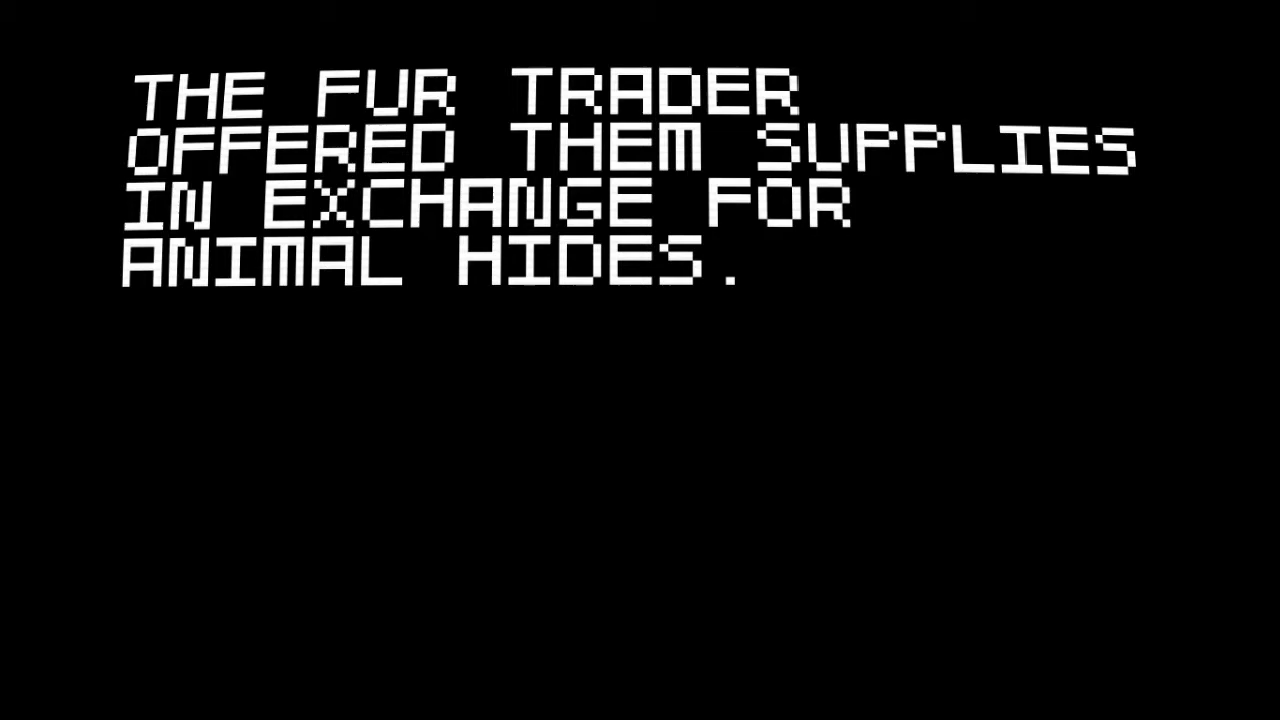 THE FUR TRADER
OFFERED THEM SUPPLIES
IN EXCHANGE FOR
ANIMAL HIDES.